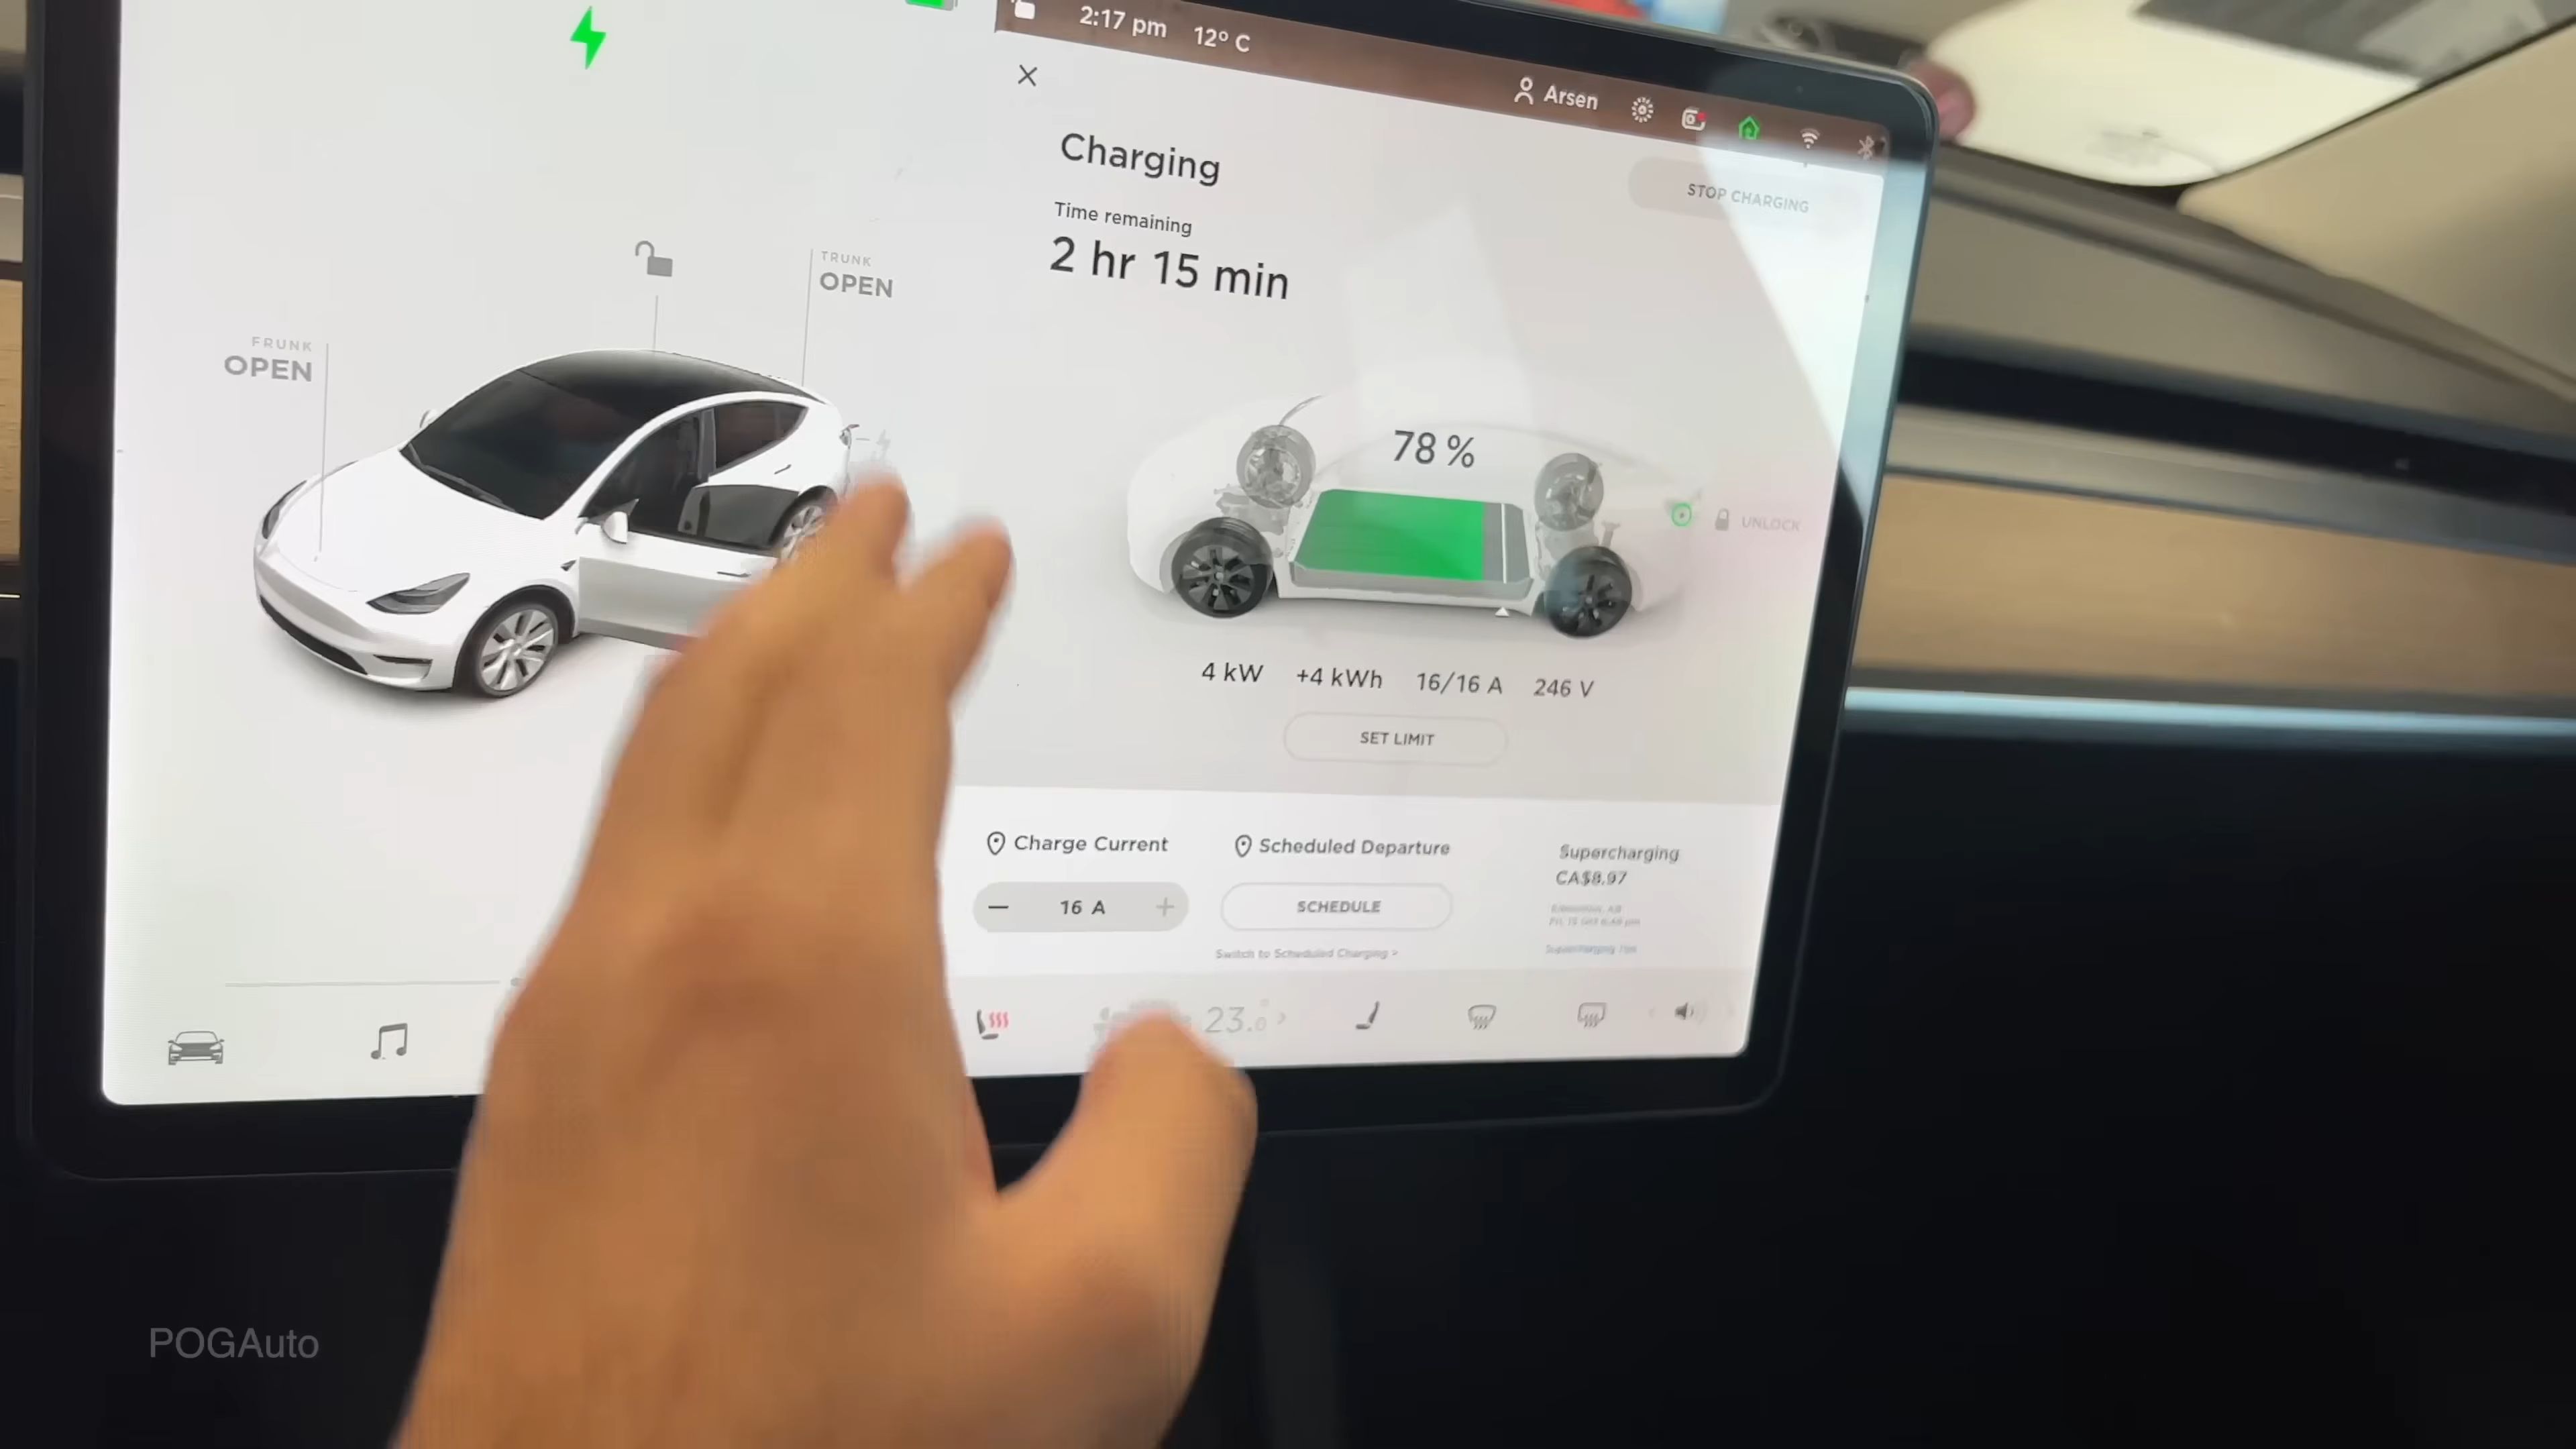 2:17 pm 12° C
Arsen
Charging
STOP CHARGING
Time remaining
2 hr 15 min
TRUNK
OPEN
FRUNK
OPEN
78 %
UNLOCK
4 kW +4 kWh 16/16 A 246 V
SET LIMIT
Charge Current
16 A
Scheduled Departure
SCHEDULE
Switch to Scheduled Charging >
Supercharging
CA$8.97
23.0
POGAuto